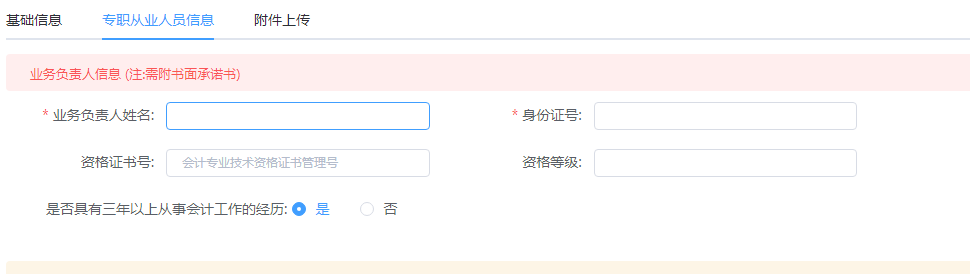 基础信息 专职从业人员信息 附件上传
业务负责人信息 (注:需附书面承诺书)
* 业务负责人姓名: * 身份证号:
资格证书号: 会计专业技术资格证书管理号 资格等级:
是否具有三年以上从事会计工作的经历: 是 否